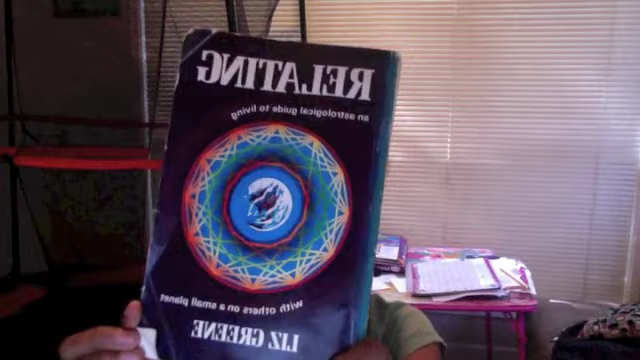 RELATING
an astrological guide to living
with others on a small planet
LIZ GREENE